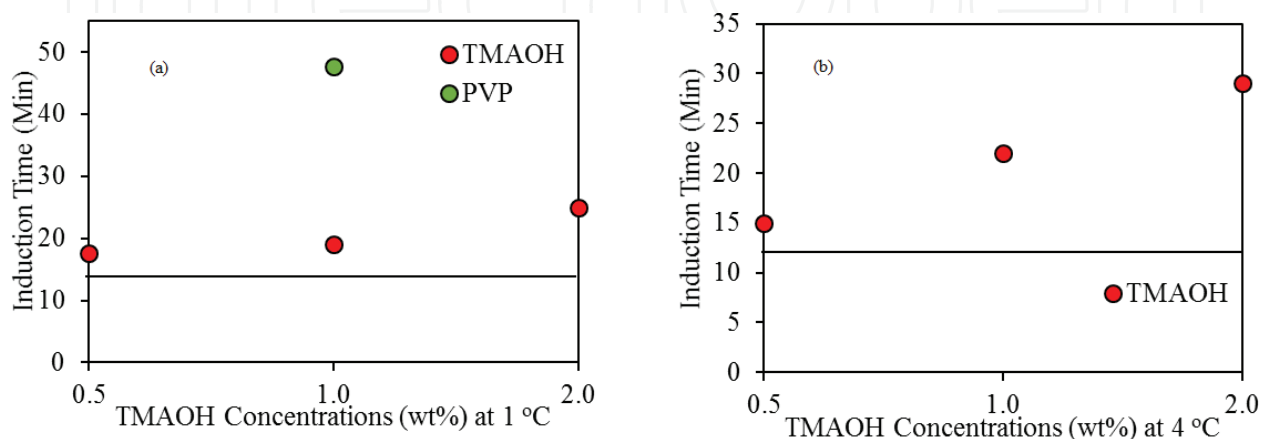 (a)
TMAOH
PVP
50
40
30
20
10
0
0.5 1.0 2.0
Induction Time (Min)
TMAOH Concentrations (wt%) at 1 °C
(b)
35
30
25
20
15
10
5
0
TMAOH
0.5 1.0 2.0
Induction Time (Min)
TMAOH Concentrations (wt%) at 4 °C